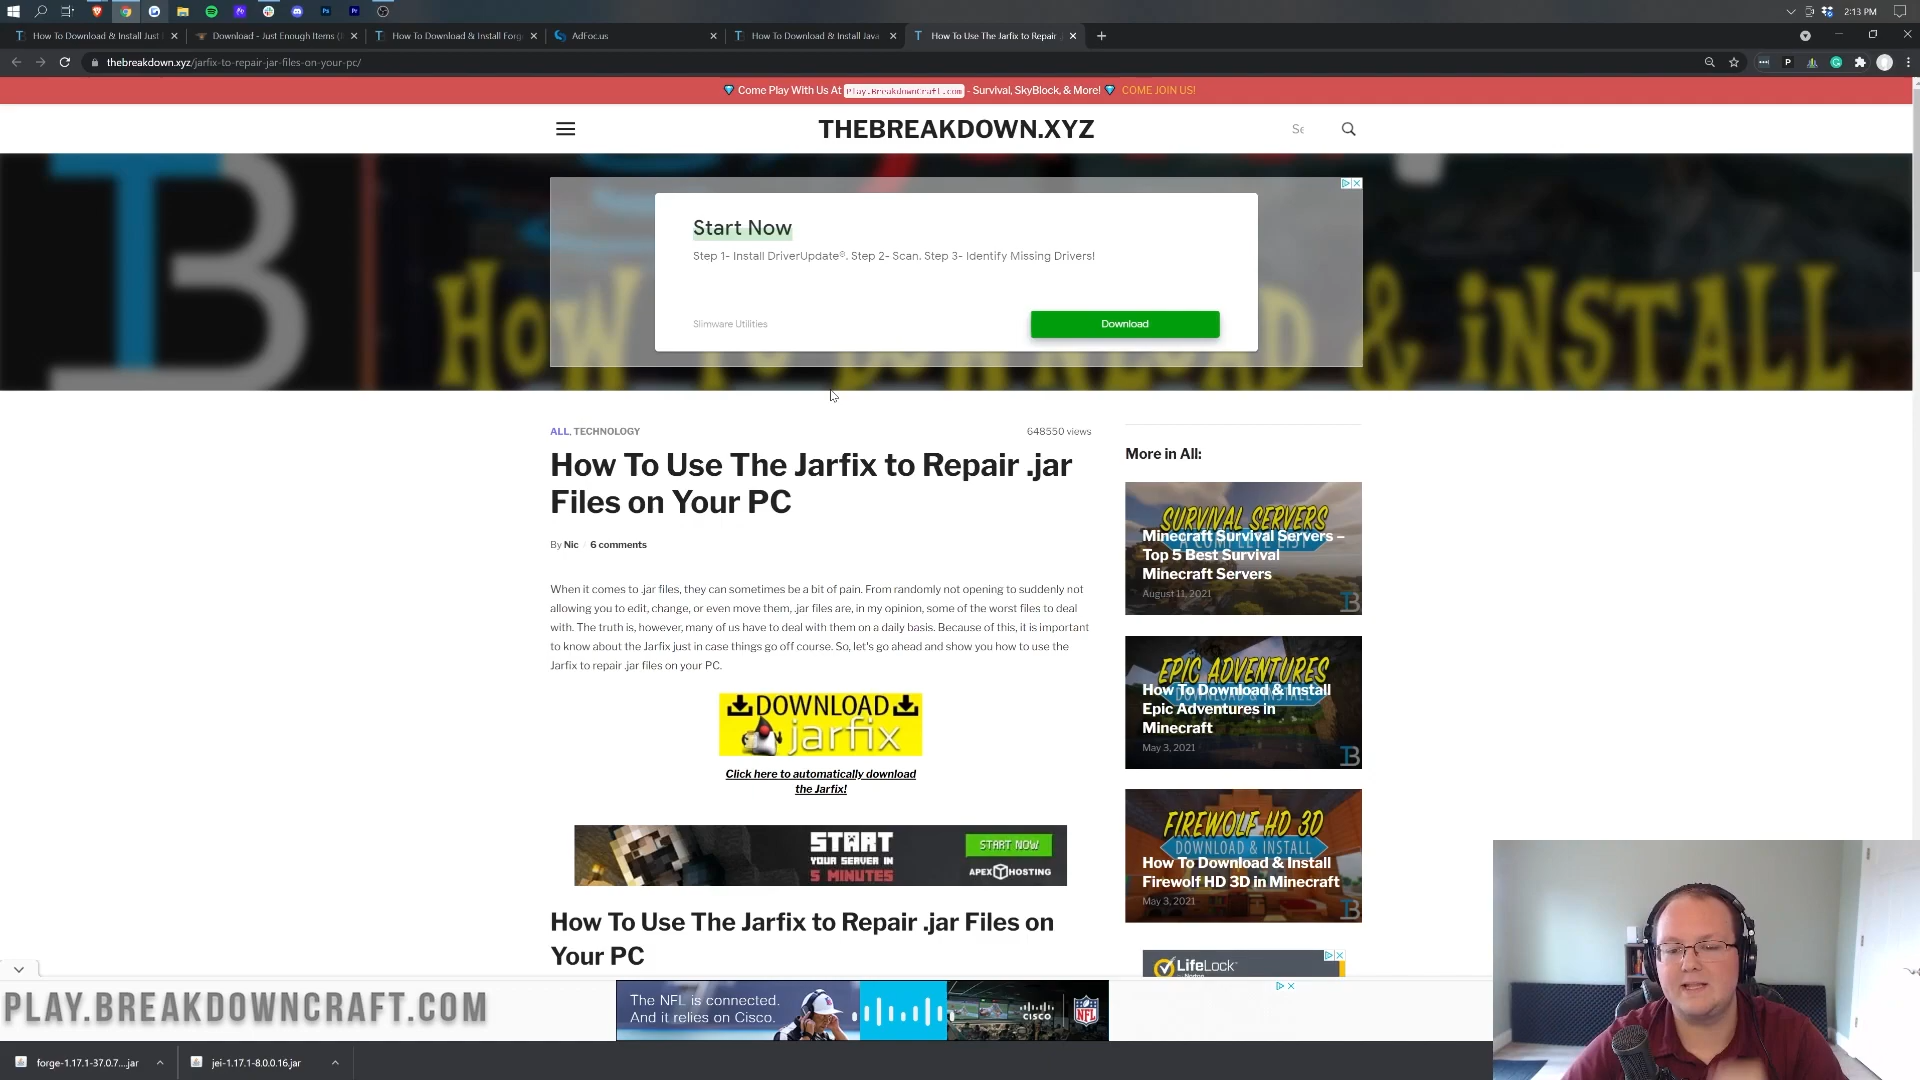 2:13 PM
How To Download & Install Just
Download - Just Enough Items (J
How To Download & Install Forg
AdFoc.us
How To Download & Install Java
How To Use The Jarfix to Repair
thebreakdown.xyz/jarfix-to-repair-jar-files-on-your-pc/
Come Play With Us At Play.BreakdownCraft.com - Survival, SkyBlock, & More! COME JOIN US!
THEBREAKDOWN.XYZ
Se
HOW TO DOWNLOAD & INSTALL
Start Now
Step 1- Install DriverUpdate®. Step 2- Scan. Step 3- Identify Missing Drivers!
Slimware Utilities
Download
ALL, TECHNOLOGY
648550 views
How To Use The Jarfix to Repair .jar
Files on Your PC
By Nic / 6 comments
When it comes to .jar files, they can sometimes be a bit of pain. From randomly not opening to suddenly not
allowing you to edit, change, or even move them, .jar files are, in my opinion, some of the worst files to deal
with. The truth is, however, many of us have to deal with them on a daily basis. Because of this, it is important
to know about the Jarfix just in case things go off course. So, let's go ahead and show you how to use the
Jarfix to repair .jar files on your PC.
DOWNLOAD
jarfix
Click here to automatically download
the Jarfix!
START
YOUR SERVER IN
5 MINUTES
START NOW
APEX HOSTING
How To Use The Jarfix to Repair .jar Files on
Your PC
More in All:
SURVIVAL SERVERS
A COMPLETE LIST
Minecraft Survival Servers –
Top 5 Best Survival
Minecraft Servers
August 11, 2021
EPIC ADVENTURES
DOWNLOAD & INSTALL
How To Download & Install
Epic Adventures in
Minecraft
May 3, 2021
FIREWOLF HD 3D
DOWNLOAD & INSTALL
How To Download & Install
Firewolf HD 3D in Minecraft
May 3, 2021
LifeLock
by Norton
PLAY.BREAKDOWNCRAFT.COM
The NFL is connected.
And it relies on Cisco.
CISCO
NFL
forge-1.17.1-37.0.7....jar
jei-1.17.1-8.0.0.16.jar